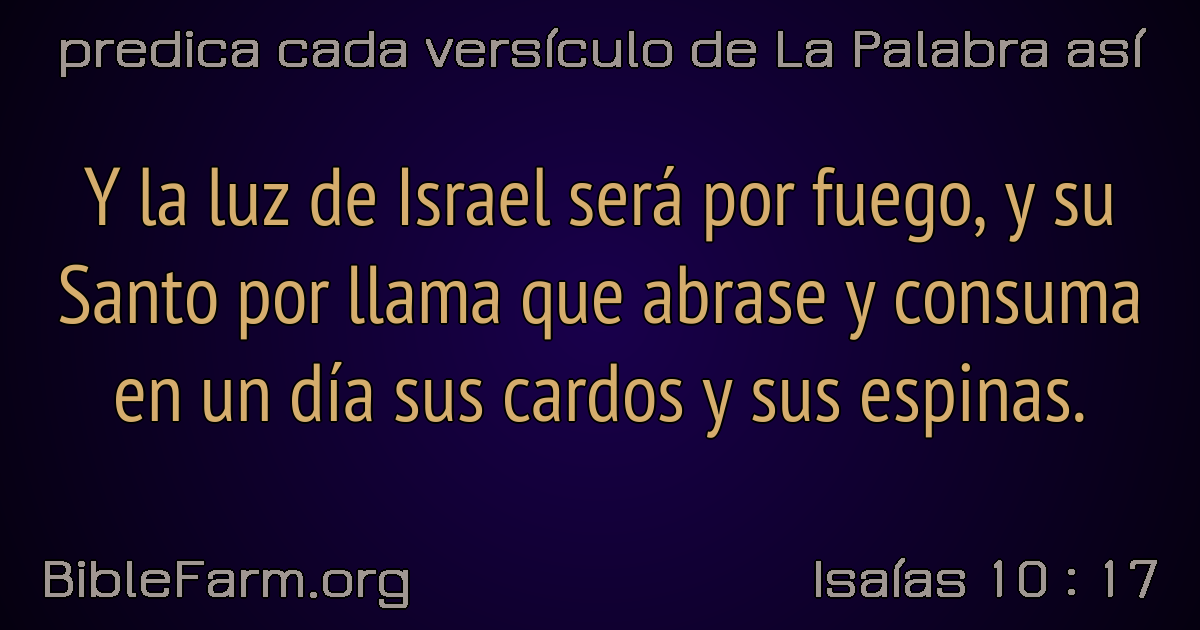 predica cada versículo de La Palabra así
Y la luz de Israel será por fuego, y su
Santo por llama que abrase y consuma
en un día sus cardos y sus espinas.
BibleFarm.org
Isaías 10 : 17